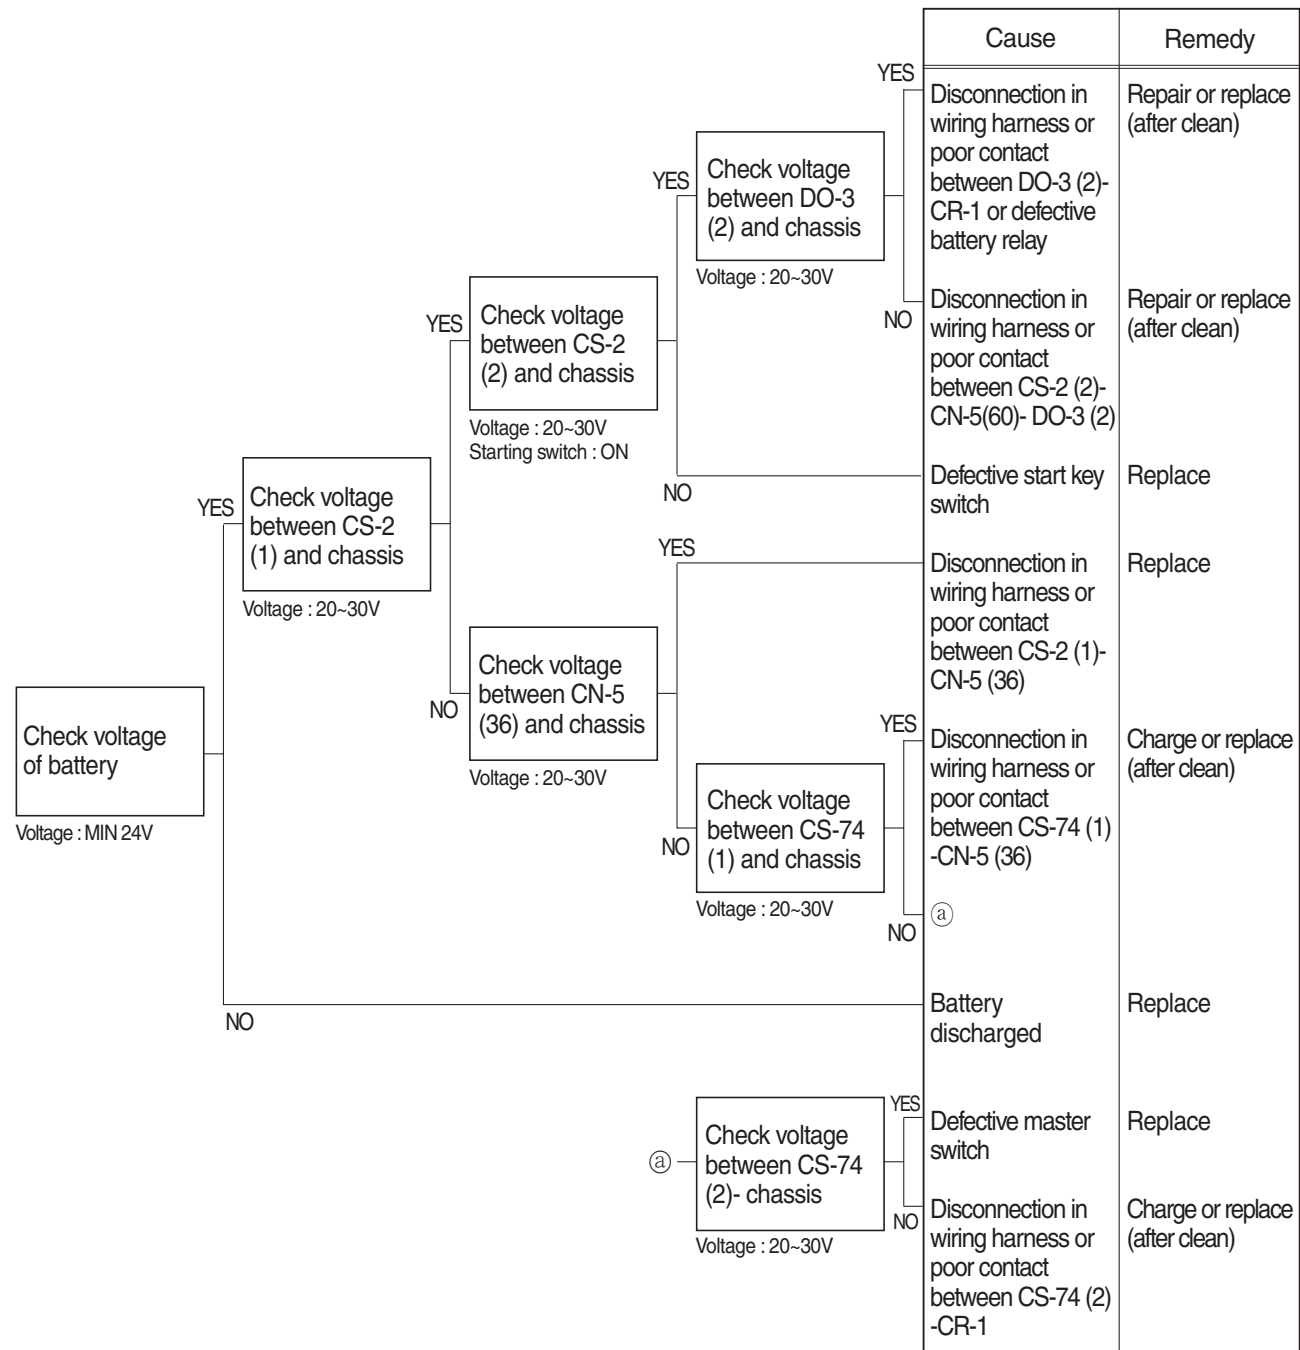 Cause
Remedy
YES
Disconnection in
wiring harness or
poor contact
between DO-3 (2)-
CR-1 or defective
battery relay
Repair or replace
(after clean)
YES
Check voltage
between DO-3
(2) and chassis
Voltage : 20~30V
NO
Disconnection in
wiring harness or
poor contact
between CS-2 (2)-
CN-5(60)- DO-3 (2)
Repair or replace
(after clean)
YES
Check voltage
between CS-2
(2) and chassis
Voltage : 20~30V
Starting switch : ON
NO
Defective start key
switch
Replace
YES
Check voltage
between CS-2
(1) and chassis
Voltage : 20~30V
YES
Disconnection in
wiring harness or
poor contact
between CS-2 (1)-
CN-5 (36)
Replace
NO
Check voltage
between CN-5
(36) and chassis
Voltage : 20~30V
Check voltage
of battery
Voltage : MIN 24V
YES
Disconnection in
wiring harness or
poor contact
between CS-74 (1)
-CN-5 (36)
Charge or replace
(after clean)
NO
Check voltage
between CS-74
(1) and chassis
Voltage : 20~30V
NO
ⓐ
NO
Battery
discharged
Replace
ⓐ
Check voltage
between CS-74
(2)- chassis
Voltage : 20~30V
YES
Defective master
switch
Replace
NO
Disconnection in
wiring harness or
poor contact
between CS-74 (2)
-CR-1
Charge or replace
(after clean)